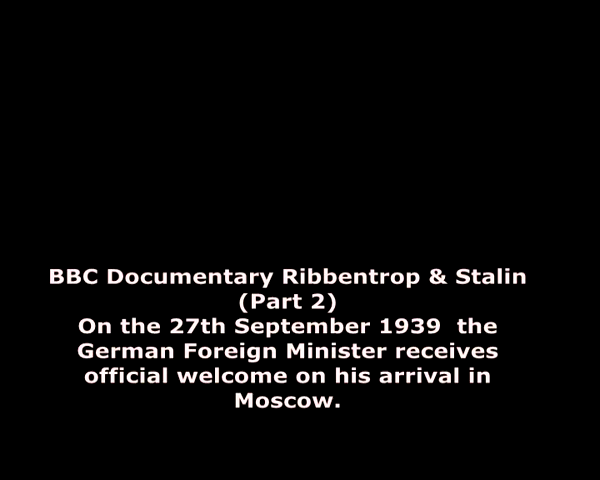 BBC Documentary Ribbentrop & Stalin
(Part 2)
On the 27th September 1939  the
German Foreign Minister receives
official welcome on his arrival in
Moscow.